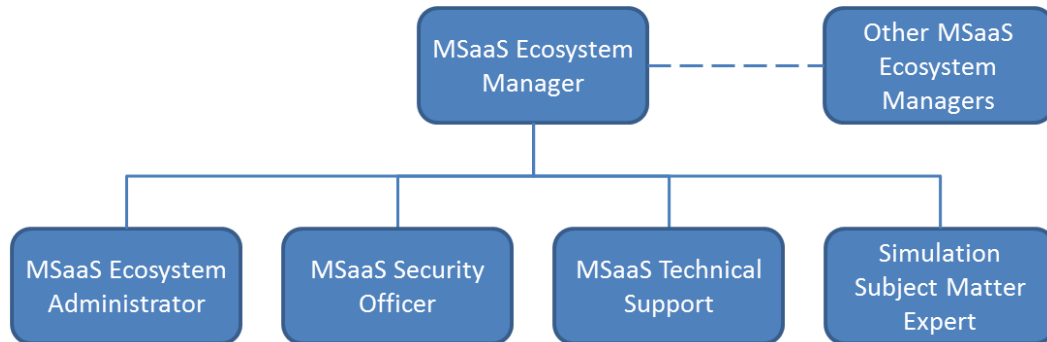 MSaaS Ecosystem
Manager
Other MSaaS
Ecosystem
Managers
MSaaS Ecosystem
Administrator
MSaaS Security
Officer
MSaaS Technical
Support
Simulation
Subject Matter
Expert